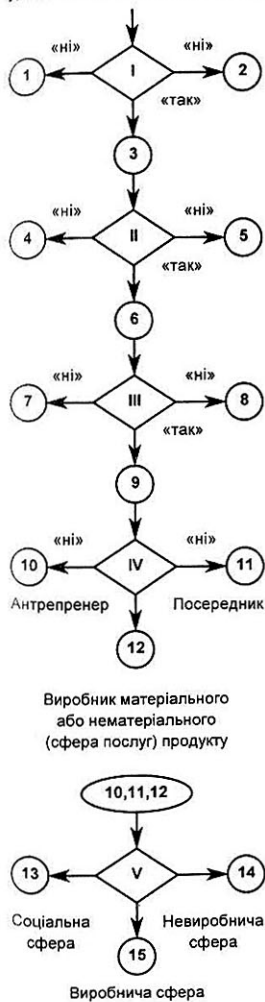 «ні» «ні»
1 I 2
«так»
3
«ні» «ні»
4 II 5
«так»
6
«ні» «ні»
7 III 8
«так»
9
«ні» «ні»
10 IV 11
Антрепренер Посередник
12
Виробник матеріального
або нематеріального
(сфера послуг) продукту
10,11,12
13 V 14
Соціальна Невиробнича
сфера сфера
15
Виробнича сфера